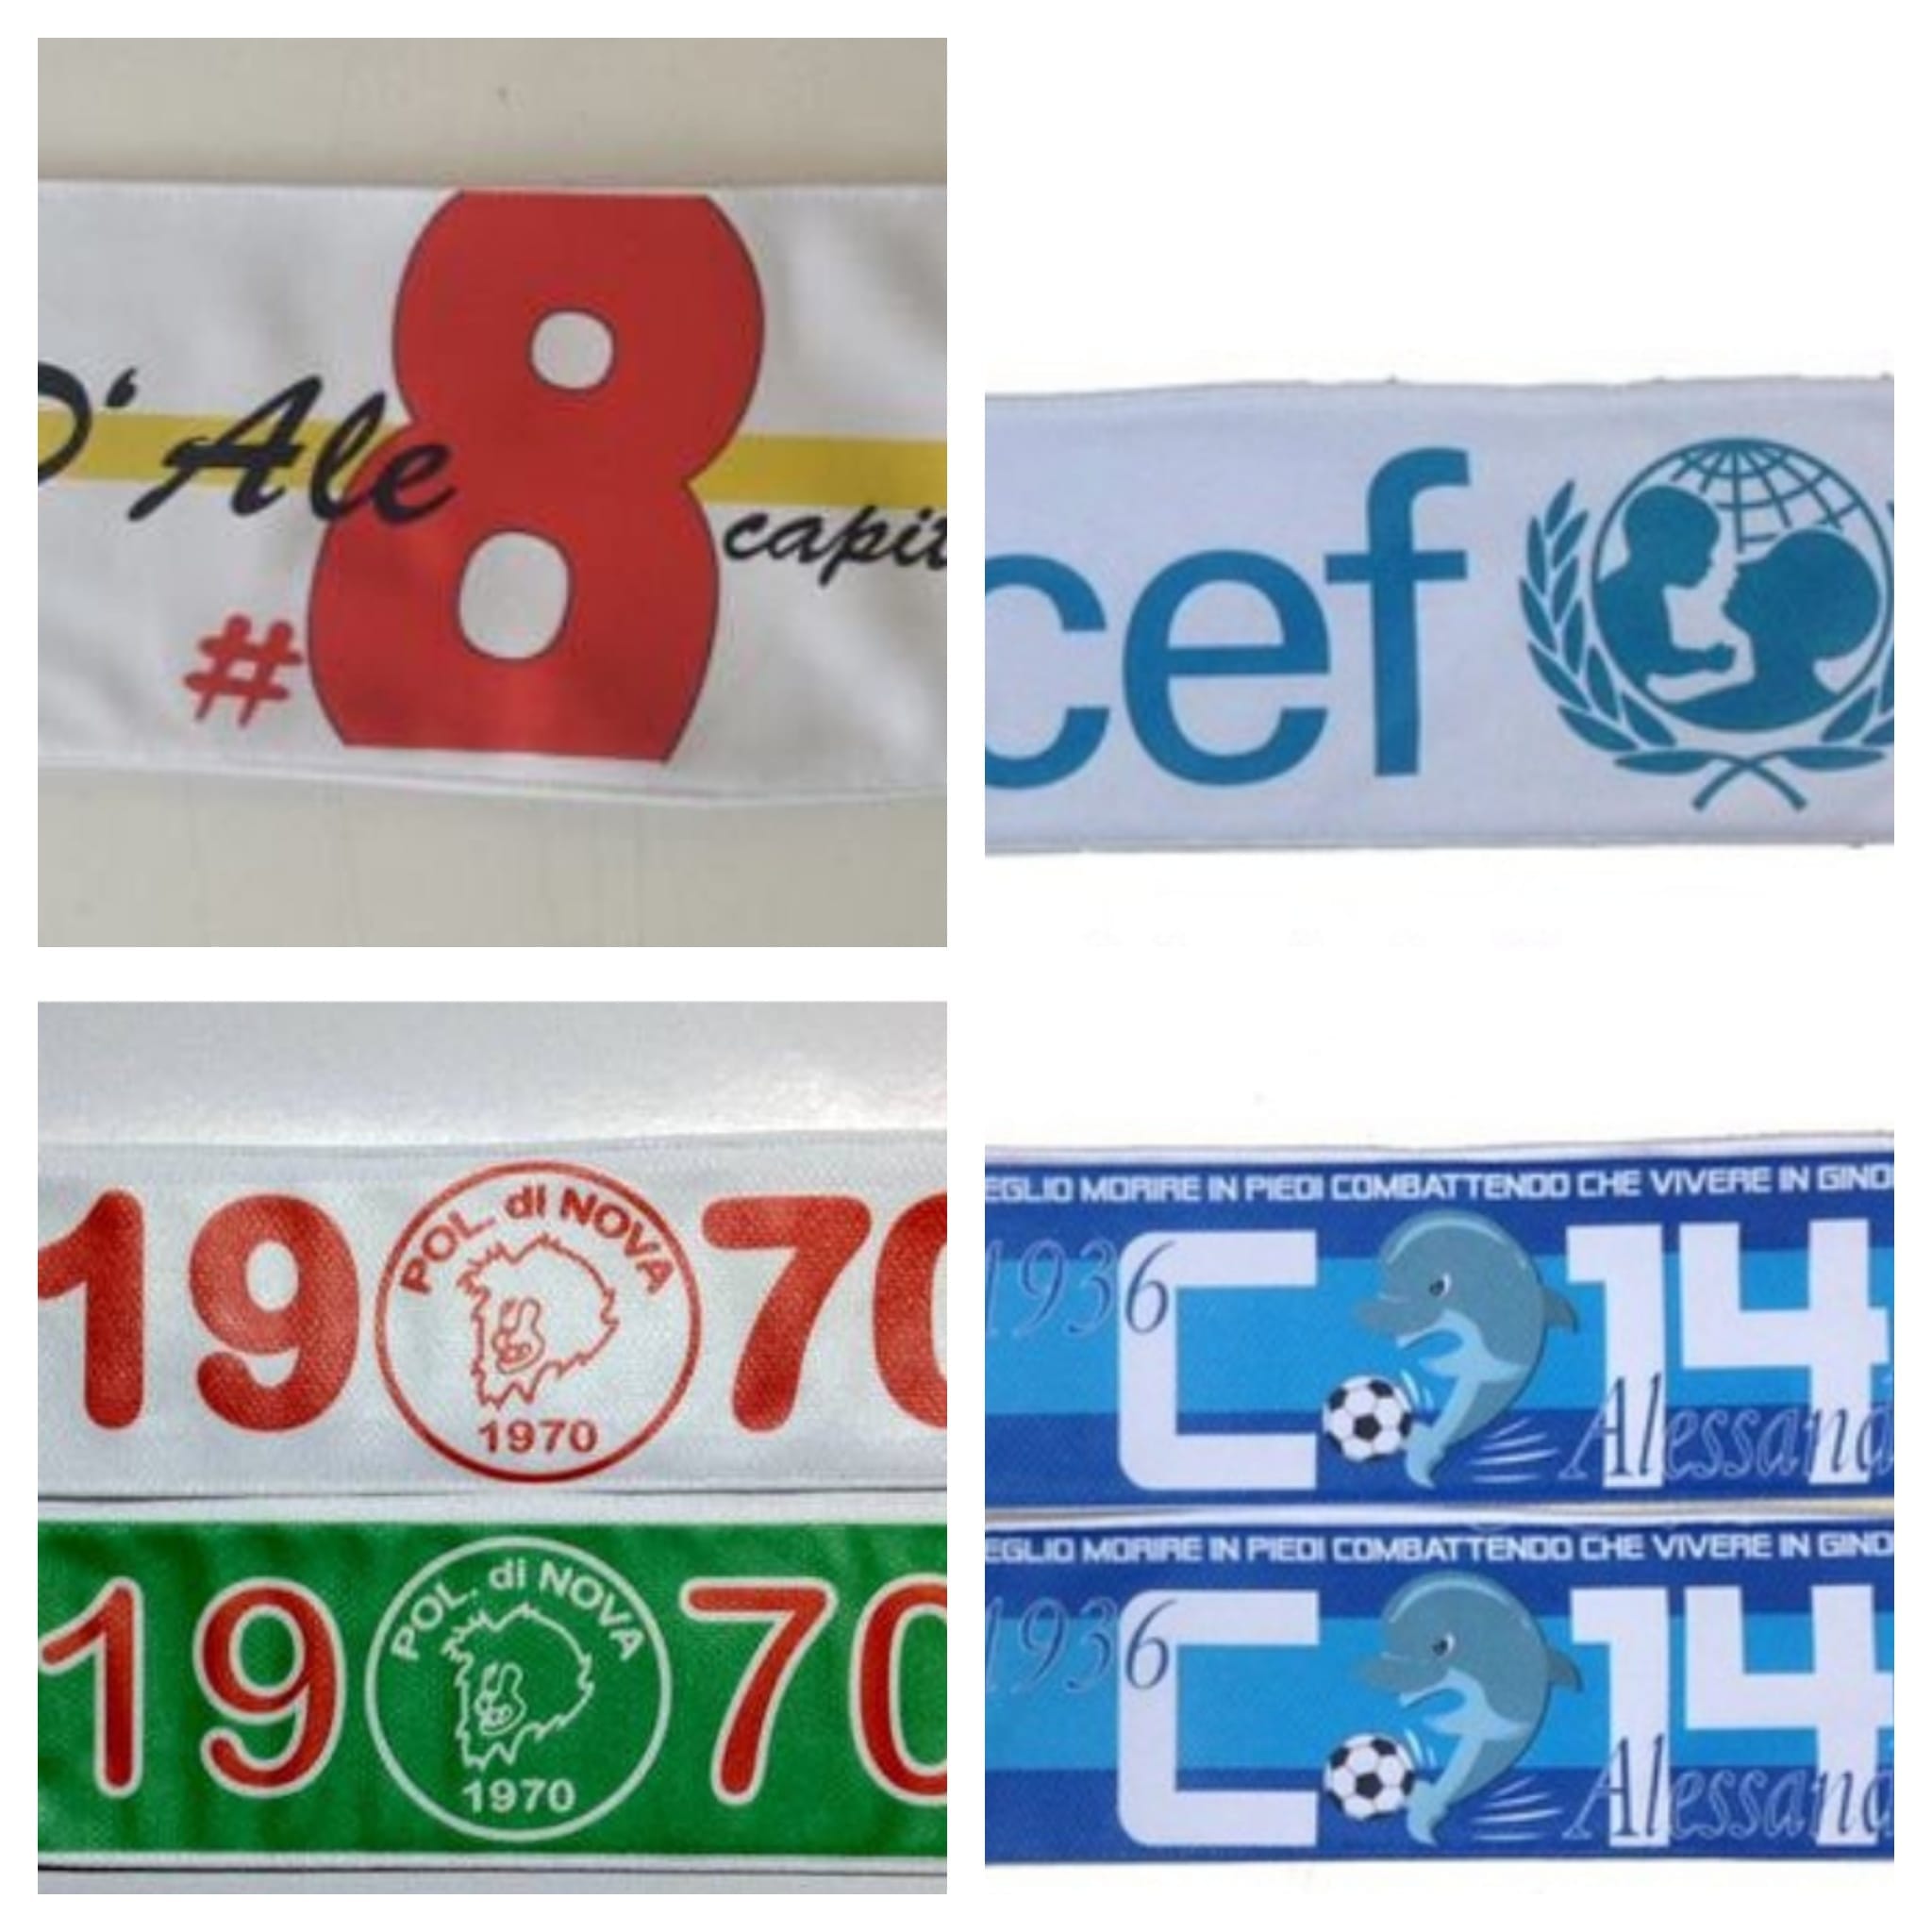 D' Ale
8
capit
#
cef
19 70
POL. di NOVA
1970
19 70
POL. di NOVA
1970
EGLIO MORIRE IN PIEDI COMBATTENDO CHE VIVERE IN GINO
1936
C 14
Alessand
EGLIO MORIRE IN PIEDI COMBATTENDO CHE VIVERE IN GINO
1936
C 14
Alessand